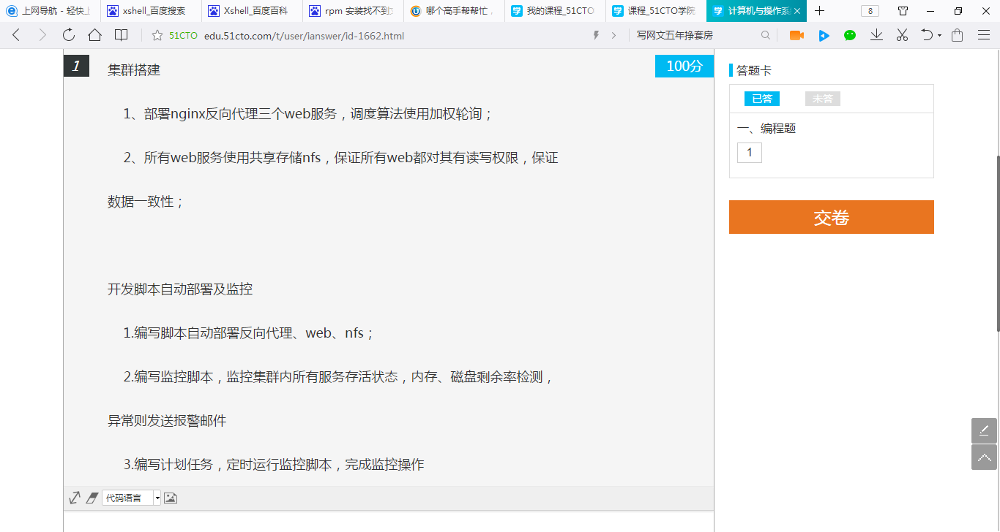 上网导航 - 轻快上
xshell_百度搜索
Xshell_百度百科
rpm 安装找不到
哪个高手帮帮忙，
我的课程_51CTO
课程_51CTO学院
计算机与操作系
8
51CTO edu.51cto.com/t/user/ianswer/id-1662.html
写网文五年挣套房
1 集群搭建 100分
1、部署nginx反向代理三个web服务，调度算法使用加权轮询；
2、所有web服务使用共享存储nfs，保证所有web都对其有读写权限，保证
数据一致性；
开发脚本自动部署及监控
1.编写脚本自动部署反向代理、web、nfs；
2.编写监控脚本，监控集群内所有服务存活状态，内存、磁盘剩余率检测，
异常则发送报警邮件
3.编写计划任务，定时运行监控脚本，完成监控操作
代码语言
答题卡
已答 未答
一、编程题
1
交卷